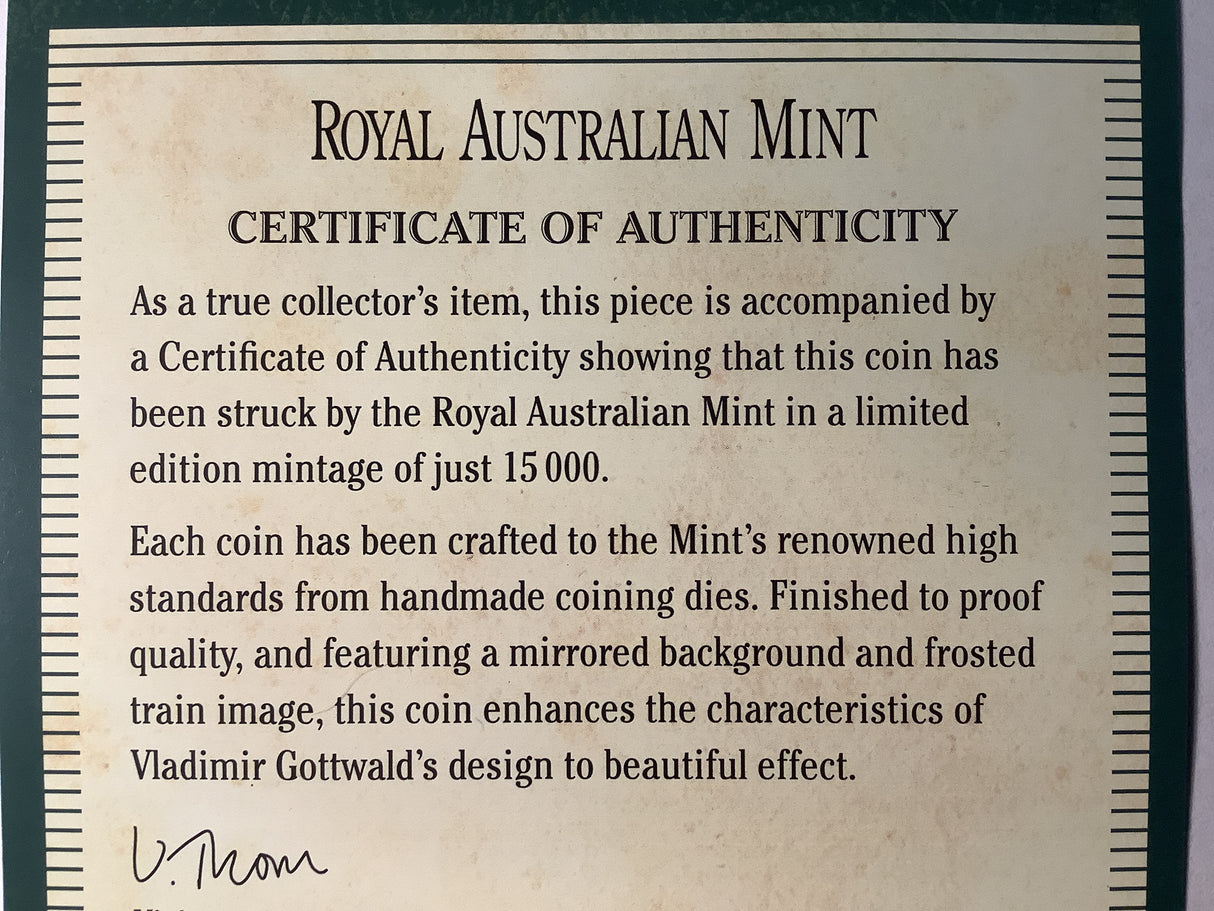 ROYAL AUSTRALIAN MINT
CERTIFICATE OF AUTHENTICITY
As a true collector’s item, this piece is accompanied by
a Certificate of Authenticity showing that this coin has
been struck by the Royal Australian Mint in a limited
edition mintage of just 15 000.
Each coin has been crafted to the Mint’s renowned high
standards from handmade coining dies. Finished to proof
quality, and featuring a mirrored background and frosted
train image, this coin enhances the characteristics of
Vladimir Gottwald’s design to beautiful effect.